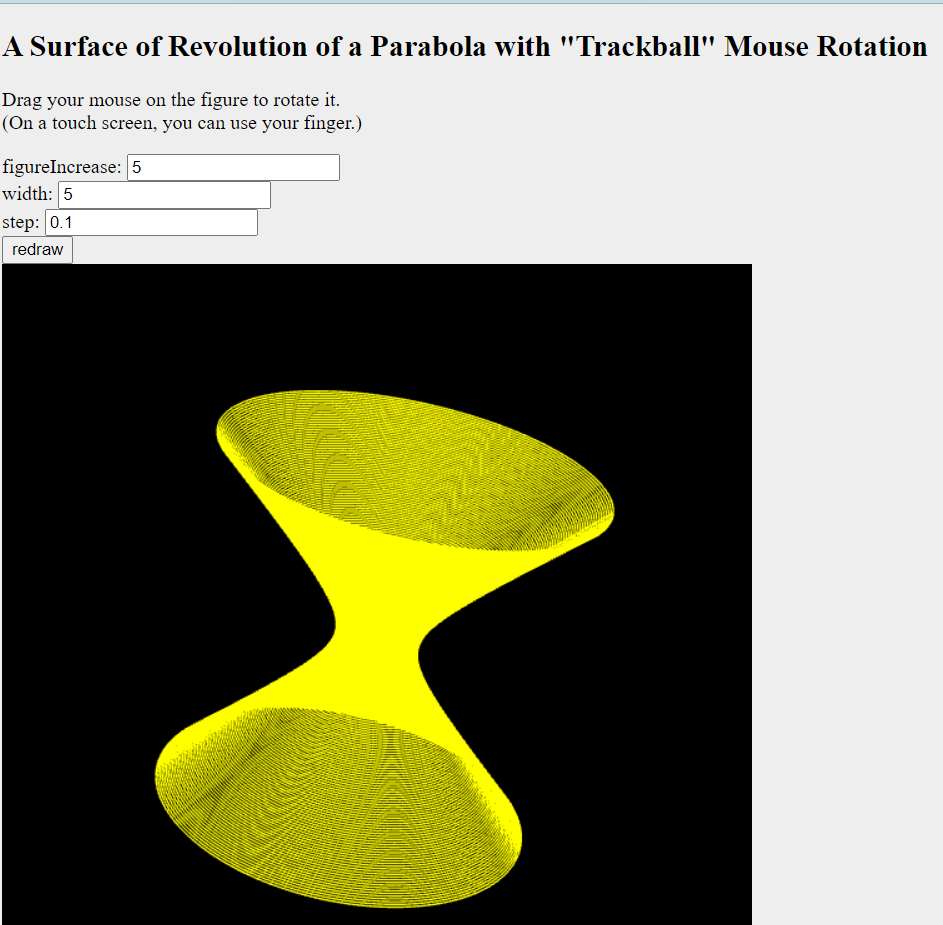 A Surface of Revolution of a Parabola with "Trackball" Mouse Rotation
Drag your mouse on the figure to rotate it.
(On a touch screen, you can use your finger.)
figureIncrease: 5
width: 5
step: 0.1
redraw